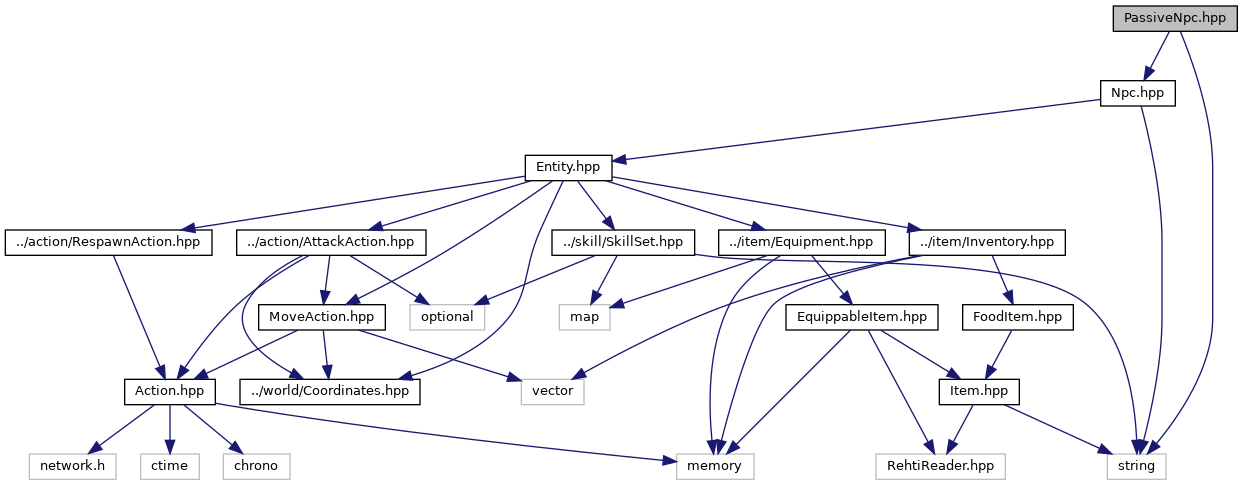 PassiveNpc.hpp
Npc.hpp
Entity.hpp
../action/RespawnAction.hpp
../action/AttackAction.hpp
../skill/SkillSet.hpp
../item/Equipment.hpp
../item/Inventory.hpp
MoveAction.hpp
optional
map
EquippableItem.hpp
FoodItem.hpp
Action.hpp
../world/Coordinates.hpp
vector
Item.hpp
network.h
ctime
chrono
memory
RehtiReader.hpp
string